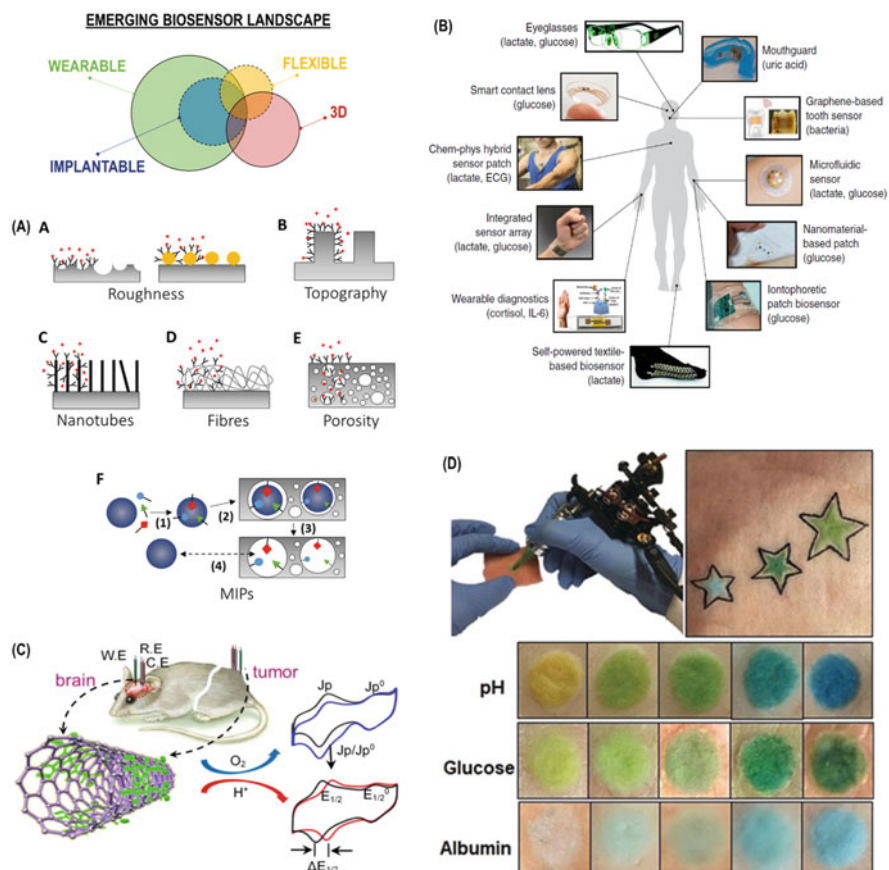 EMERGING BIOSENSOR LANDSCAPE
WEARABLE
FLEXIBLE
3D
IMPLANTABLE
(A)
A
B
Roughness
Topography
C
D
E
Nanotubes
Fibres
Porosity
F
(1)
(2)
(3)
(4)
MIPs
(B)
Eyeglasses
(lactate, glucose)
Mouthguard
(uric acid)
Smart contact lens
(glucose)
Graphene-based
tooth sensor
(bacteria)
Chem-phys hybrid
sensor patch
(lactate, ECG)
Microfluidic
sensor
(lactate, glucose)
Integrated
sensor array
(lactate, glucose)
Nanomaterial-
based patch
(glucose)
Wearable diagnostics
(cortisol, IL-6)
Iontophoretic
patch biosensor
(glucose)
Self-powered textile-
based biosensor
(lactate)
(C)
W.E
R.E
C.E
brain
tumor
Jp
Jp⁰
Jp/Jp⁰
O₂
H⁺
E₁/₂
E₁/₂⁰
ΔE₁/₂
(D)
pH
Glucose
Albumin